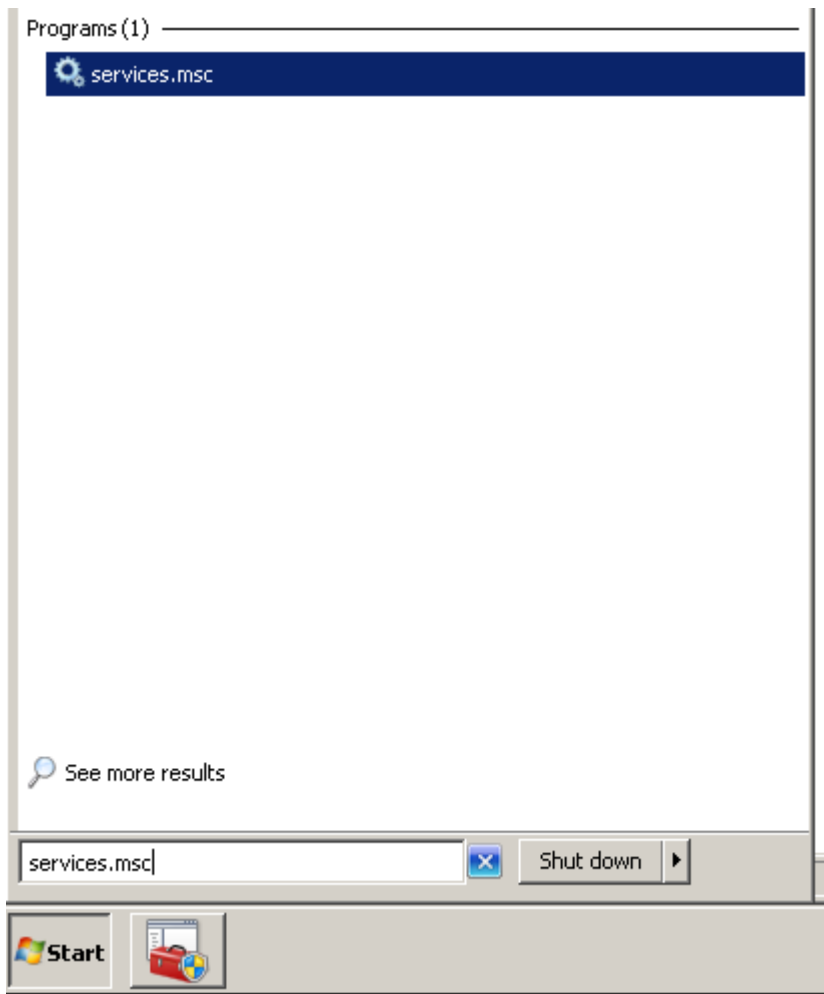 Programs (1)
services.msc
See more results
services.msc
Shut down
Start